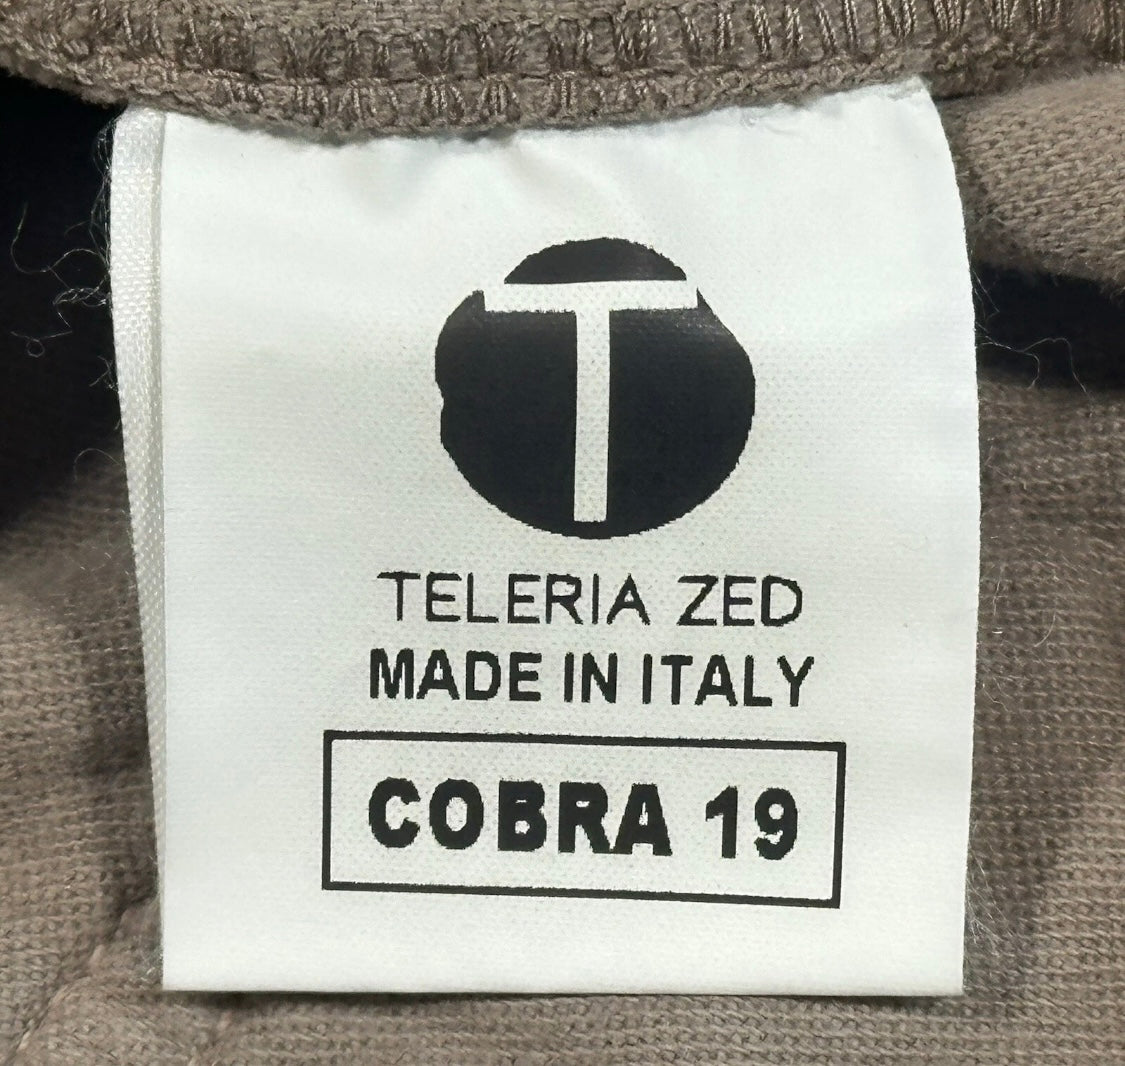 T
TELERIA ZED
MADE IN ITALY
COBRA 19